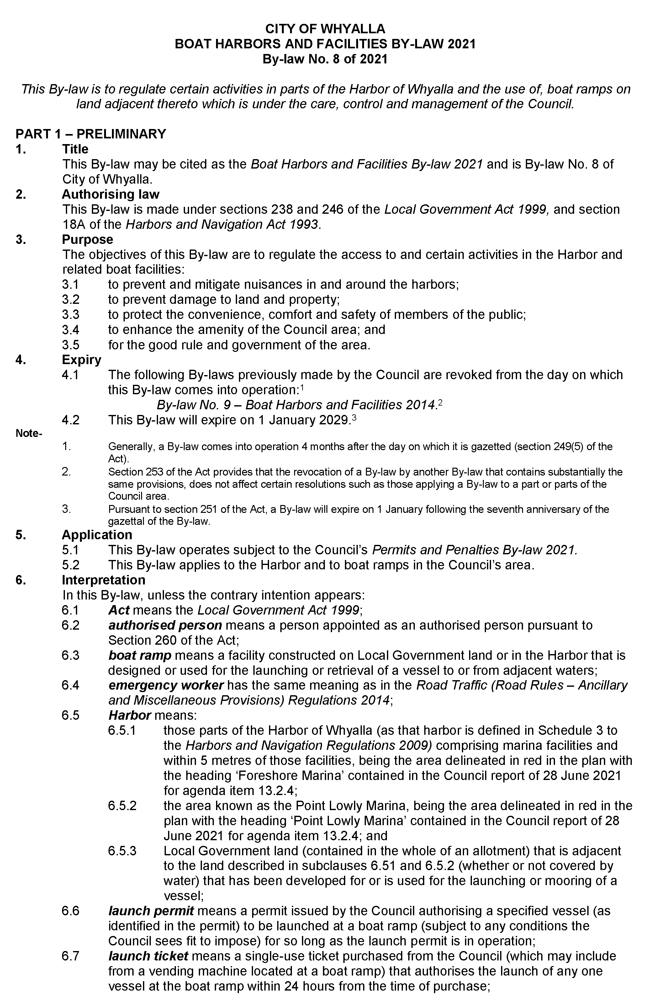 CITY OF WHYALLA
BOAT HARBORS AND FACILITIES BY-LAW 2021
By-law No. 8 of 2021
This By-law is to regulate certain activities in parts of the Harbor of Whyalla and the use of, boat ramps on
land adjacent thereto which is under the care, control and management of the Council.
PART 1 – PRELIMINARY
1. Title
This By-law may be cited as the Boat Harbors and Facilities By-law 2021 and is By-law No. 8 of
City of Whyalla.
2. Authorising law
This By-law is made under sections 238 and 246 of the Local Government Act 1999, and section
18A of the Harbors and Navigation Act 1993.
3. Purpose
The objectives of this By-law are to regulate the access to and certain activities in the Harbor and
related boat facilities:
3.1 to prevent and mitigate nuisances in and around the harbors;
3.2 to prevent damage to land and property;
3.3 to protect the convenience, comfort and safety of members of the public;
3.4 to enhance the amenity of the Council area; and
3.5 for the good rule and government of the area.
4. Expiry
4.1 The following By-laws previously made by the Council are revoked from the day on which
this By-law comes into operation:1
By-law No. 9 – Boat Harbors and Facilities 2014.2
4.2 This By-law will expire on 1 January 2029.3
Note-
1. Generally, a By-law comes into operation 4 months after the day on which it is gazetted (section 249(5) of the
Act).
2. Section 253 of the Act provides that the revocation of a By-law by another By-law that contains substantially the
same provisions, does not affect certain resolutions such as those applying a By-law to a part or parts of the
Council area.
3. Pursuant to section 251 of the Act, a By-law will expire on 1 January following the seventh anniversary of the
gazettal of the By-law.
5. Application
5.1 This By-law operates subject to the Council’s Permits and Penalties By-law 2021.
5.2 This By-law applies to the Harbor and to boat ramps in the Council’s area.
6. Interpretation
In this By-law, unless the contrary intention appears:
6.1 Act means the Local Government Act 1999;
6.2 authorised person means a person appointed as an authorised person pursuant to
Section 260 of the Act;
6.3 boat ramp means a facility constructed on Local Government land or in the Harbor that is
designed or used for the launching or retrieval of a vessel to or from adjacent waters;
6.4 emergency worker has the same meaning as in the Road Traffic (Road Rules – Ancillary
and Miscellaneous Provisions) Regulations 2014;
6.5 Harbor means:
6.5.1 those parts of the Harbor of Whyalla (as that harbor is defined in Schedule 3 to
the Harbors and Navigation Regulations 2009) comprising marina facilities and
within 5 metres of those facilities, being the area delineated in red in the plan with
the heading ‘Foreshore Marina’ contained in the Council report of 28 June 2021
for agenda item 13.2.4;
6.5.2 the area known as the Point Lowly Marina, being the area delineated in red in the
plan with the heading ‘Point Lowly Marina’ contained in the Council report of 28
June 2021 for agenda item 13.2.4; and
6.5.3 Local Government land (contained in the whole of an allotment) that is adjacent
to the land described in subclauses 6.51 and 6.5.2 (whether or not covered by
water) that has been developed for or is used for the launching or mooring of a
vessel;
6.6 launch permit means a permit issued by the Council authorising a specified vessel (as
identified in the permit) to be launched at a boat ramp (subject to any conditions the
Council sees fit to impose) for so long as the launch permit is in operation;
6.7 launch ticket means a single-use ticket purchased from the Council (which may include
from a vending machine located at a boat ramp) that authorises the launch of any one
vessel at the boat ramp within 24 hours from the time of purchase;